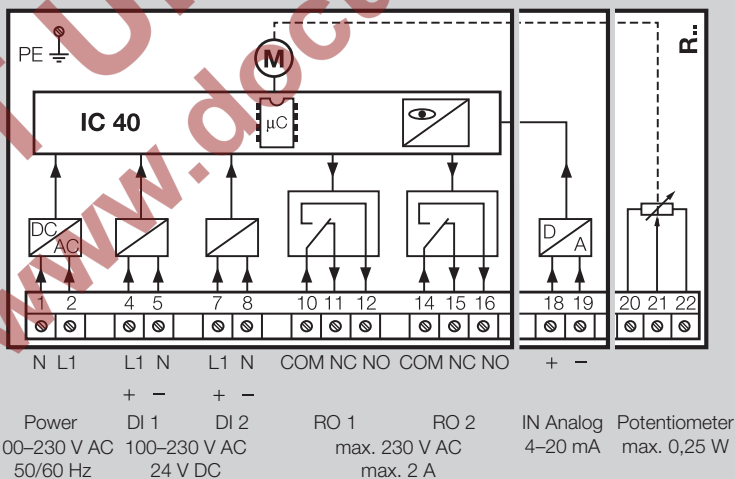 PE
M
R..
IC 40
µC
DC
AC
D
A
1 2 4 5 7 8 10 11 12 14 15 16 18 19 20 21 22
N L1 L1 N L1 N COM NC NO COM NC NO + −
+ − + −
Power DI 1 DI 2 RO 1 RO 2 IN Analog Potentiometer
00–230 V AC 100–230 V AC max. 230 V AC 4–20 mA max. 0,25 W
50/60 Hz 24 V DC max. 2 A
www.doc